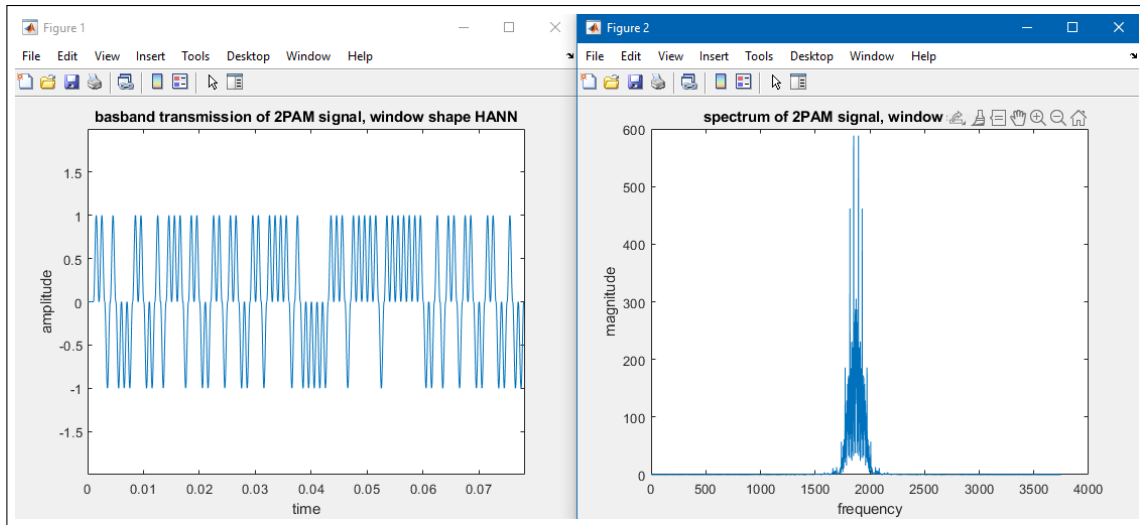 Figure 1
File Edit View Insert Tools Desktop Window Help
basband transmission of 2PAM signal, window shape HANN
1.5
1
0.5
0
-0.5
-1
-1.5
amplitude
0 0.01 0.02 0.03 0.04 0.05 0.06 0.07
time
Figure 2
File Edit View Insert Tools Desktop Window Help
spectrum of 2PAM signal, window
600
500
400
300
200
100
0
magnitude
0 500 1000 1500 2000 2500 3000 3500 4000
frequency